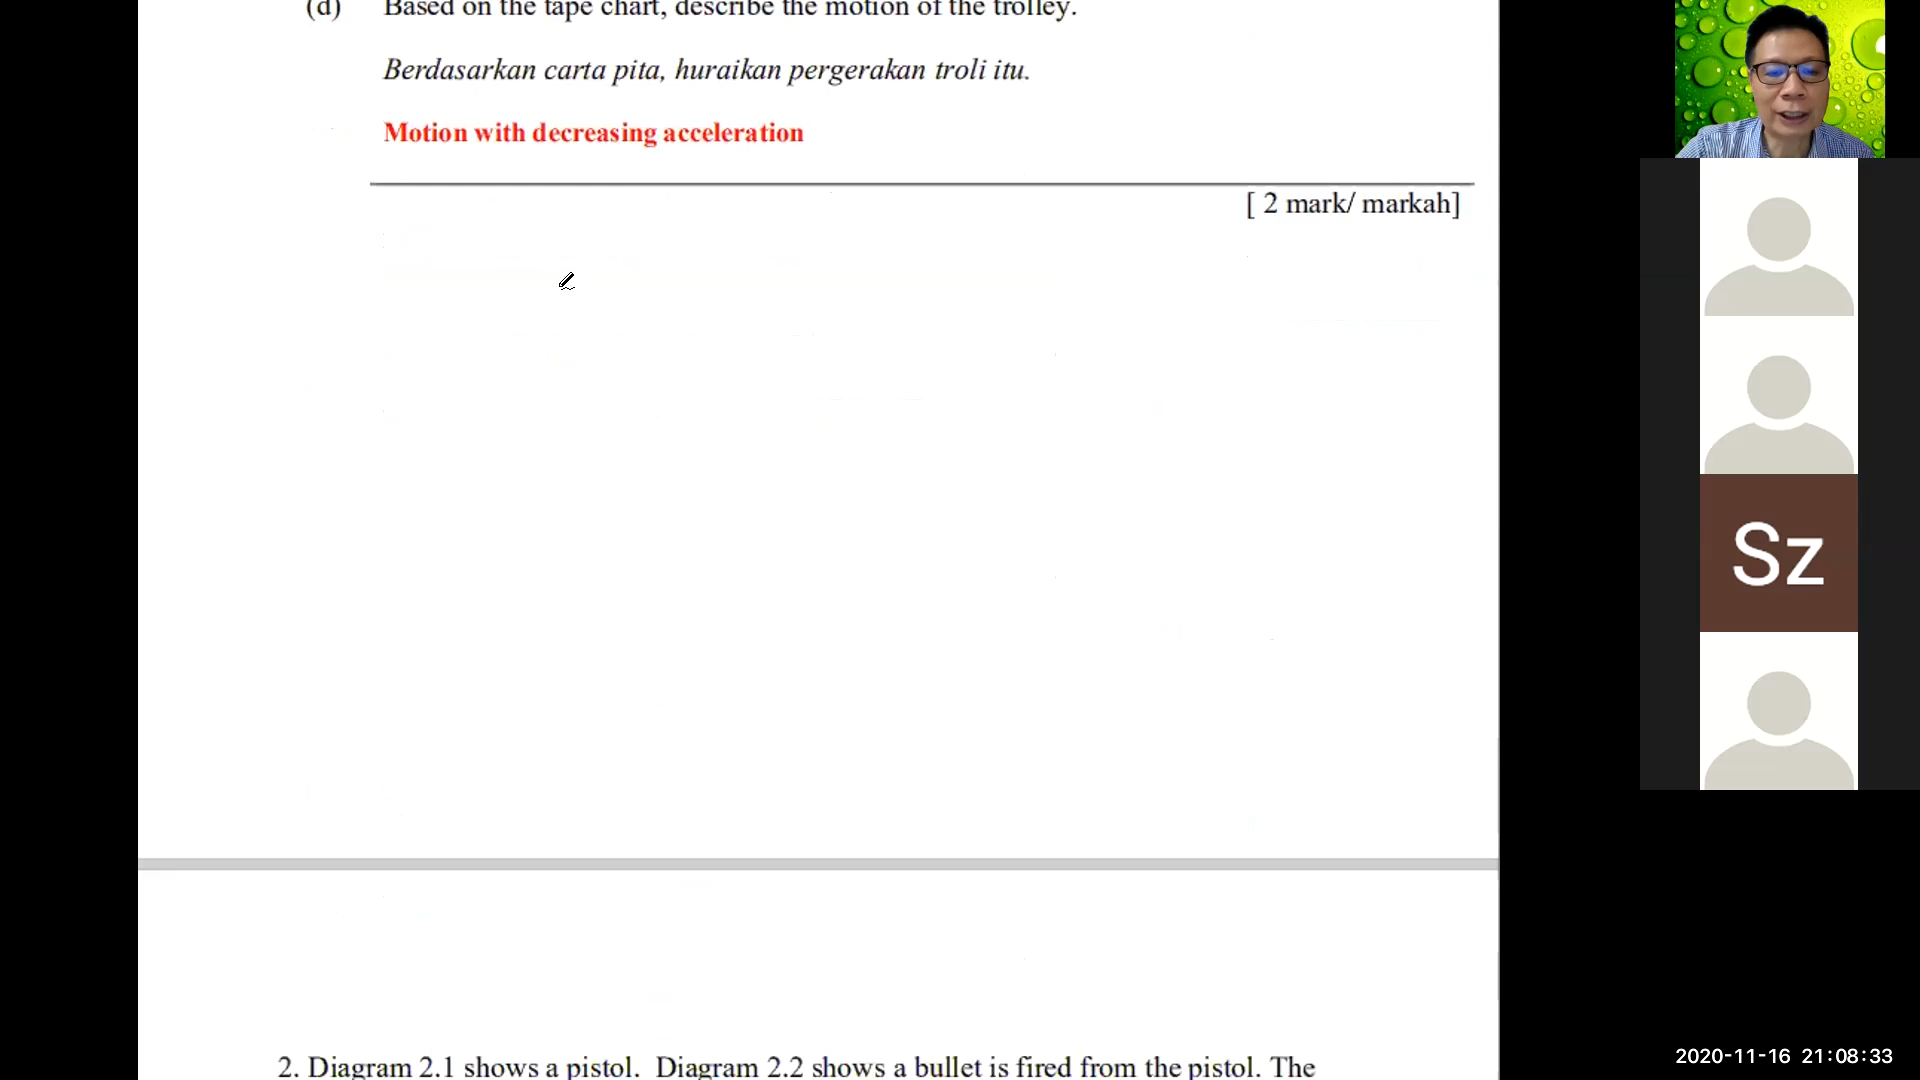 (d) Based on the tape chart, describe the motion of the trolley.
Berdasarkan carta pita, huraikan pergerakan troli itu.
Motion with decreasing acceleration
[ 2 mark/ markah]
Sz
2. Diagram 2.1 shows a pistol. Diagram 2.2 shows a bullet is fired from the pistol. The
2020-11-16 21:08:33